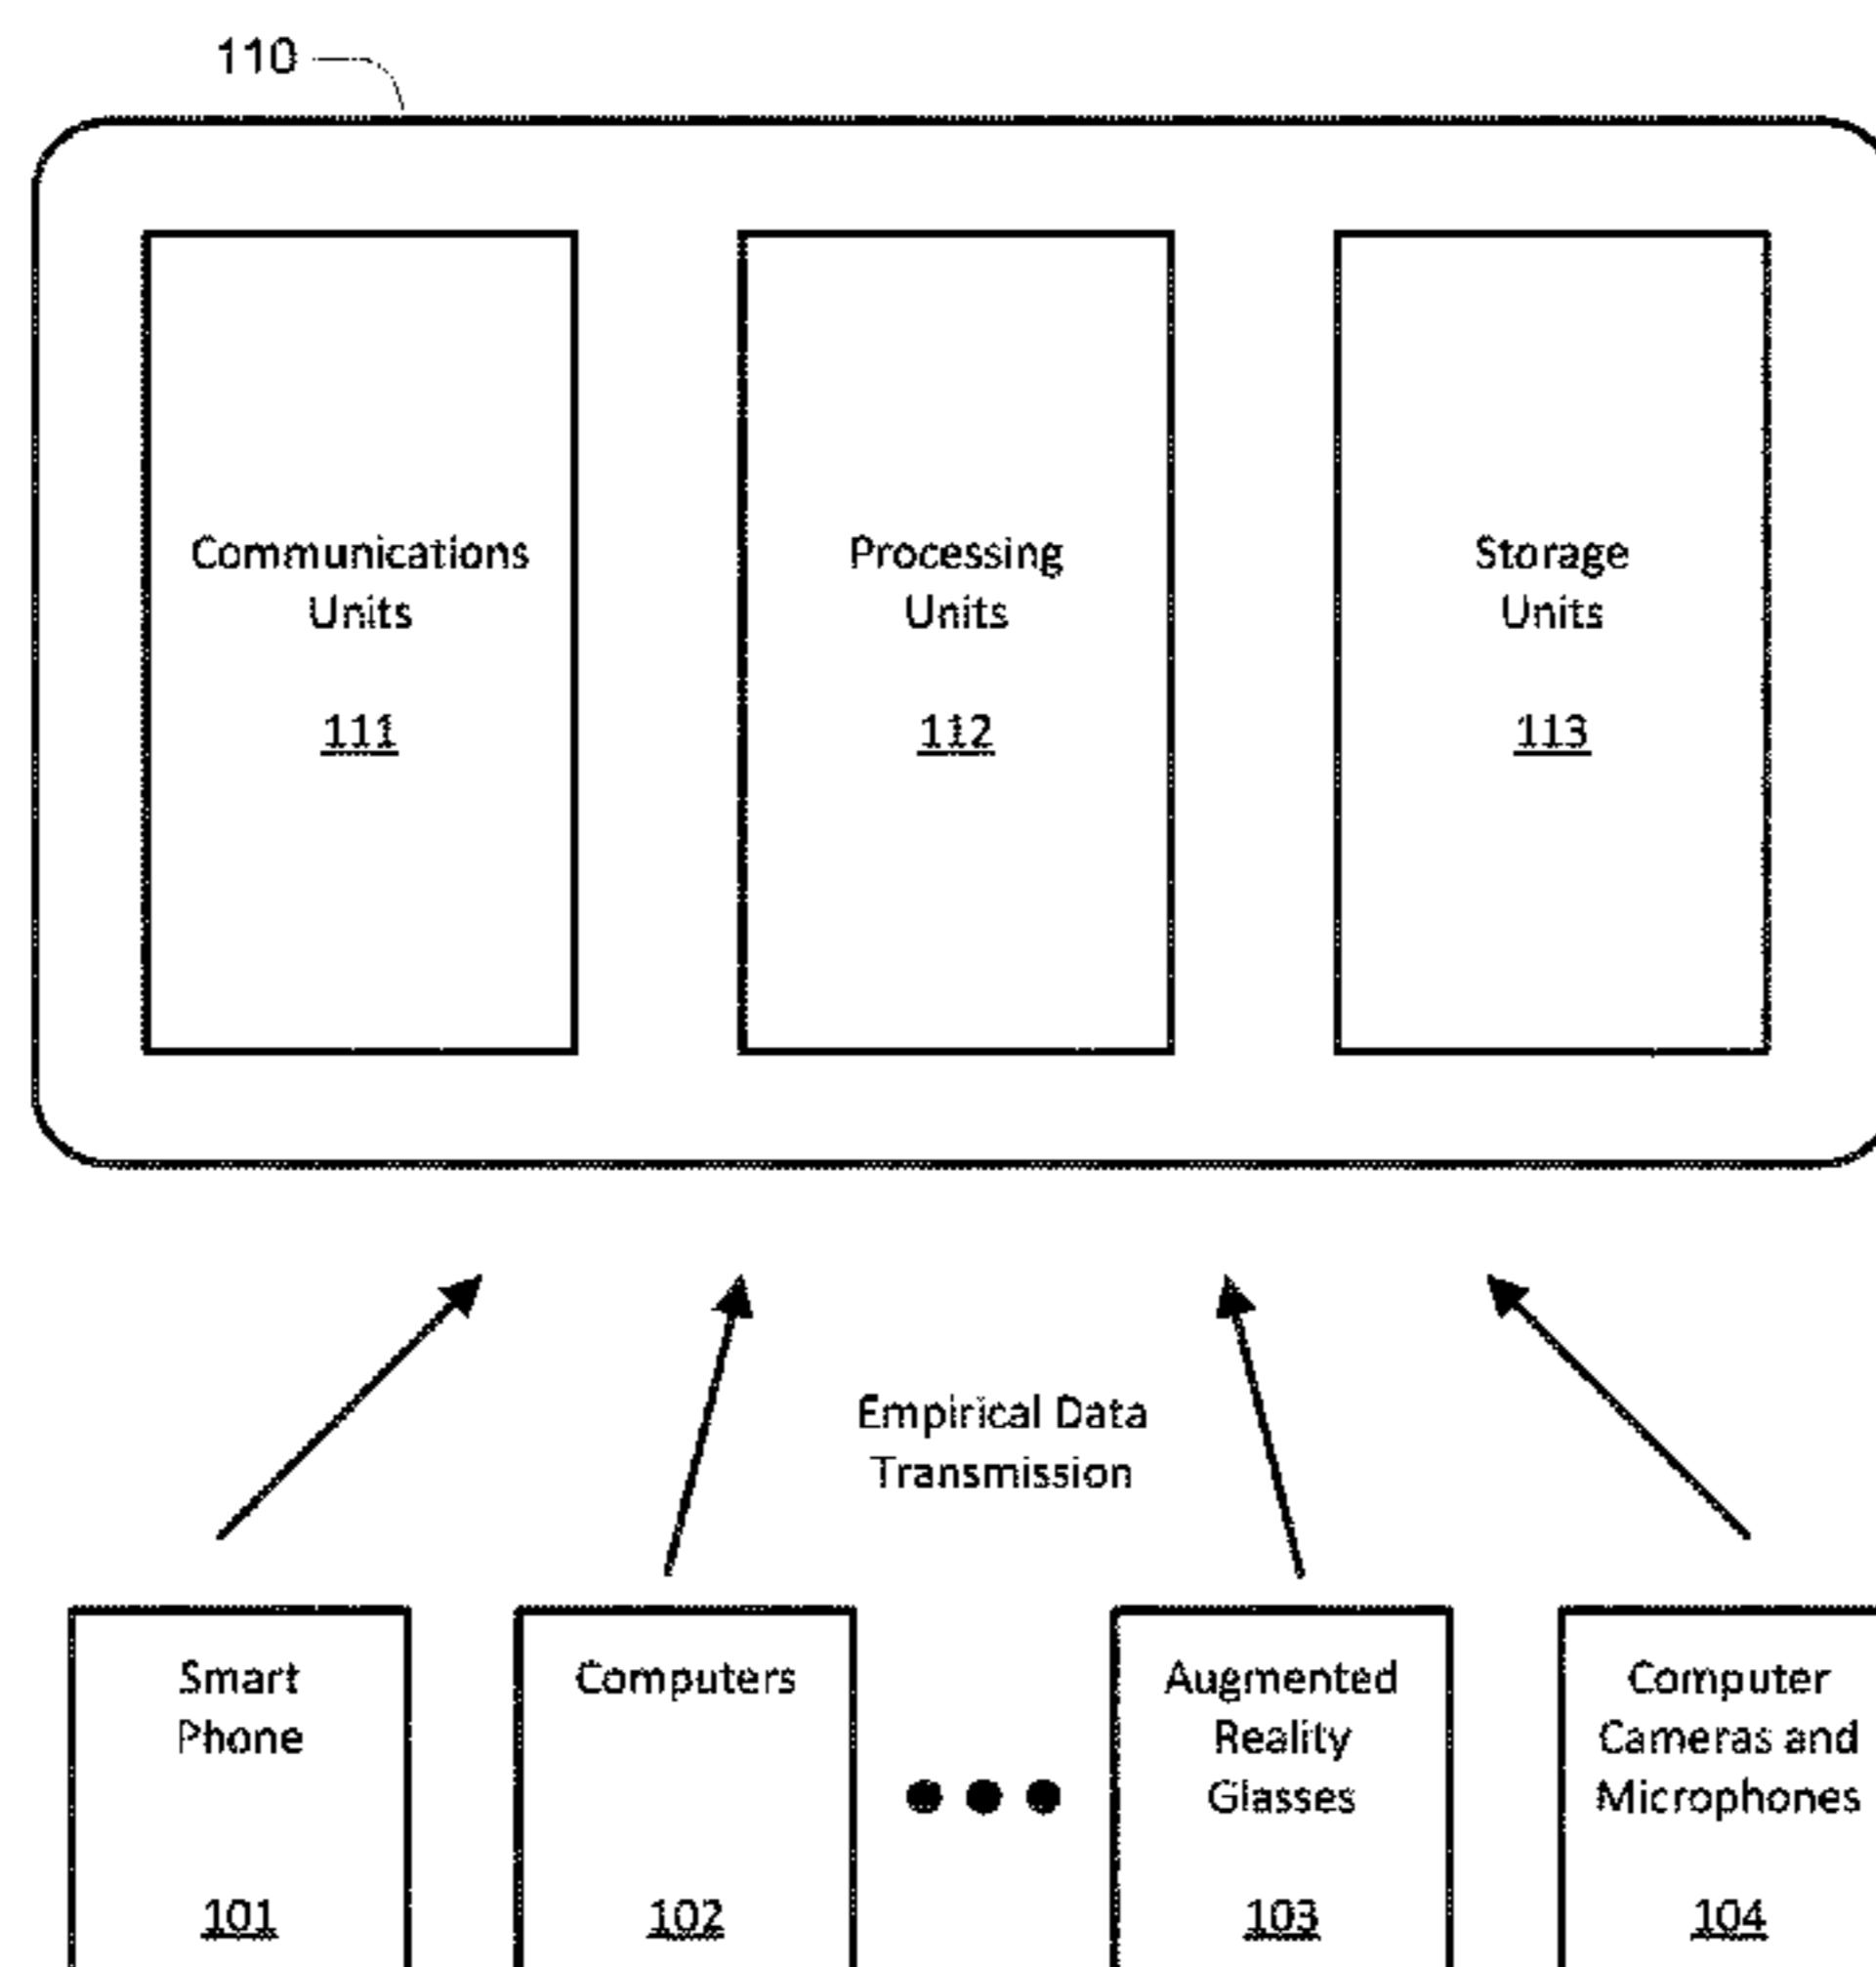 110
Communications
Units
111
Processing
Units
112
Storage
Units
113
Empirical Data
Transmission
Smart
Phone
101
Computers
102
Augmented
Reality
Glasses
103
Computer
Cameras and
Microphones
104